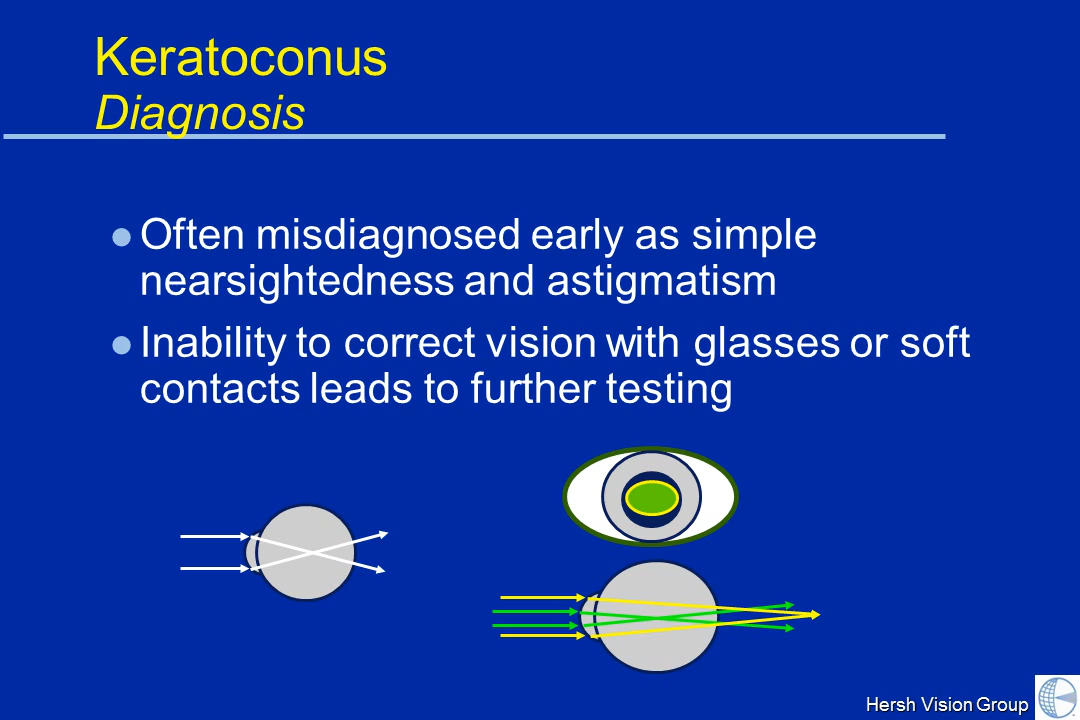 Keratoconus
Diagnosis
Often misdiagnosed early as simple
nearsightedness and astigmatism
Inability to correct vision with glasses or soft
contacts leads to further testing
Hersh Vision Group